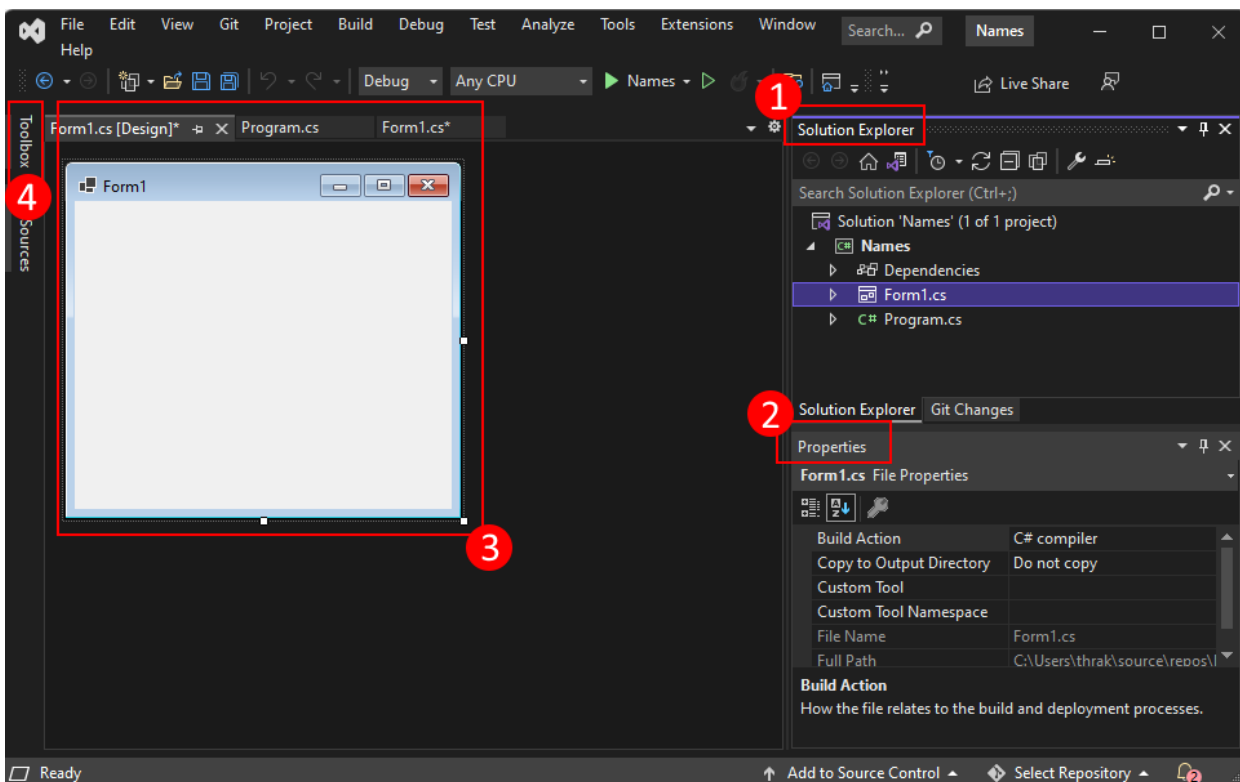 File Edit View Git Project Build Debug Test Analyze Tools Extensions Window Search... Names
Help
Debug Any CPU Names Live Share
1
Toolbox
Sources
4
Form1.cs [Design]* Program.cs Form1.cs*
Form1
3
Solution Explorer
Search Solution Explorer (Ctrl+;)
Solution 'Names' (1 of 1 project)
C# Names
Dependencies
Form1.cs
C# Program.cs
Solution Explorer Git Changes
2
Properties
Form1.cs File Properties
Build Action C# compiler
Copy to Output Directory Do not copy
Custom Tool
Custom Tool Namespace
File Name Form1.cs
Full Path C:\Users\thrak\source\repos\
Build Action
How the file relates to the build and deployment processes.
Ready Add to Source Control Select Repository 2